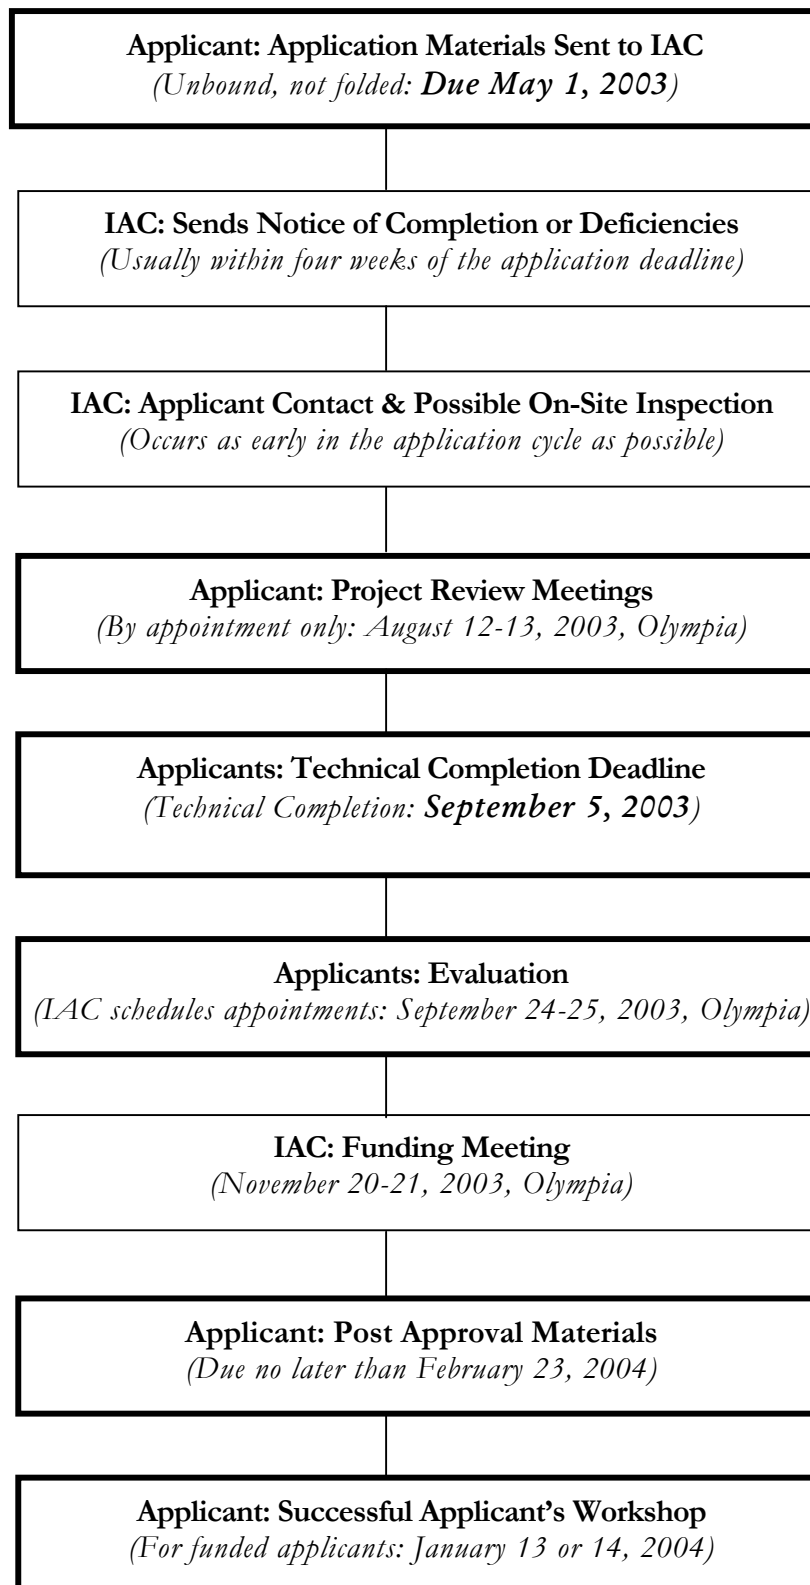 Applicant: Application Materials Sent to IAC
(Unbound, not folded: Due May 1, 2003)
IAC: Sends Notice of Completion or Deficiencies
(Usually within four weeks of the application deadline)
IAC: Applicant Contact & Possible On-Site Inspection
(Occurs as early in the application cycle as possible)
Applicant: Project Review Meetings
(By appointment only: August 12-13, 2003, Olympia)
Applicants: Technical Completion Deadline
(Technical Completion: September 5, 2003)
Applicants: Evaluation
(IAC schedules appointments: September 24-25, 2003, Olympia)
IAC: Funding Meeting
(November 20-21, 2003, Olympia)
Applicant: Post Approval Materials
(Due no later than February 23, 2004)
Applicant: Successful Applicant’s Workshop
(For funded applicants: January 13 or 14, 2004)